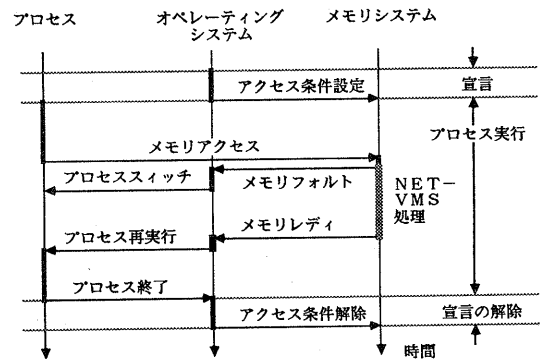 プロセス
オペレーティング
システム
メモリシステム
アクセス条件設定
宣言
プロセス実行
メモリアクセス
プロセススィッチ
メモリフォルト
NET-
VMS
処理
メモリレディ
プロセス再実行
プロセス終了
アクセス条件解除
宣言の解除
時間